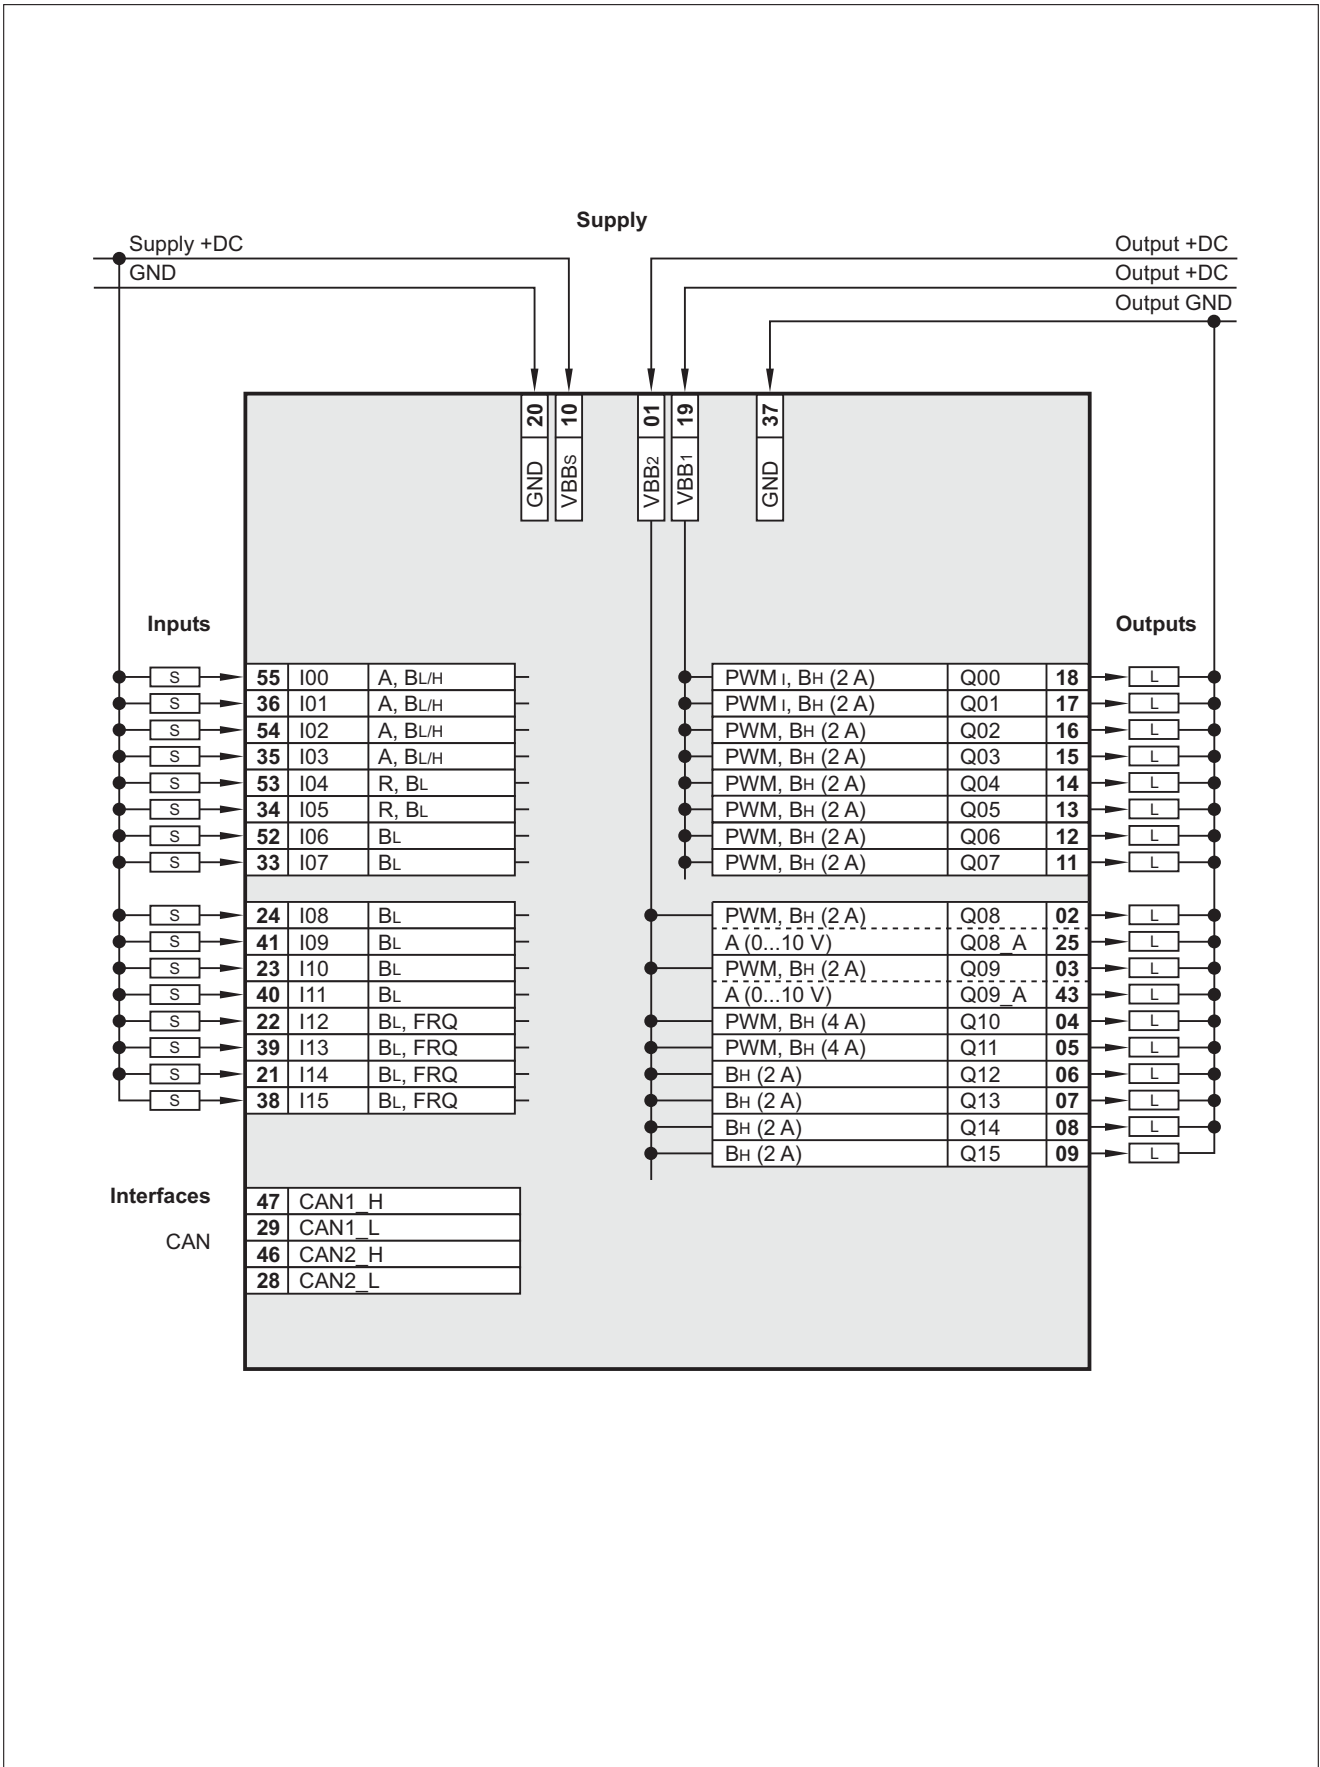 Supply
Supply +DC
GND
Output +DC
Output +DC
Output GND
20 GND
10 VBBS
01 VBB2
19 VBB1
37 GND
Inputs
S 55 I00 A, BL/H
S 36 I01 A, BL/H
S 54 I02 A, BL/H
S 35 I03 A, BL/H
S 53 I04 R, BL
S 34 I05 R, BL
S 52 I06 BL
S 33 I07 BL
S 24 I08 BL
S 41 I09 BL
S 23 I10 BL
S 40 I11 BL
S 22 I12 BL, FRQ
S 39 I13 BL, FRQ
S 21 I14 BL, FRQ
S 38 I15 BL, FRQ
Outputs
PWM I, BH (2 A) Q00 18 L
PWM I, BH (2 A) Q01 17 L
PWM, BH (2 A) Q02 16 L
PWM, BH (2 A) Q03 15 L
PWM, BH (2 A) Q04 14 L
PWM, BH (2 A) Q05 13 L
PWM, BH (2 A) Q06 12 L
PWM, BH (2 A) Q07 11 L
PWM, BH (2 A) Q08 02 L
A (0...10 V) Q08_A 25 L
PWM, BH (2 A) Q09 03 L
A (0...10 V) Q09_A 43 L
PWM, BH (4 A) Q10 04 L
PWM, BH (4 A) Q11 05 L
BH (2 A) Q12 06 L
BH (2 A) Q13 07 L
BH (2 A) Q14 08 L
BH (2 A) Q15 09 L
Interfaces
CAN
47 CAN1_H
29 CAN1_L
46 CAN2_H
28 CAN2_L